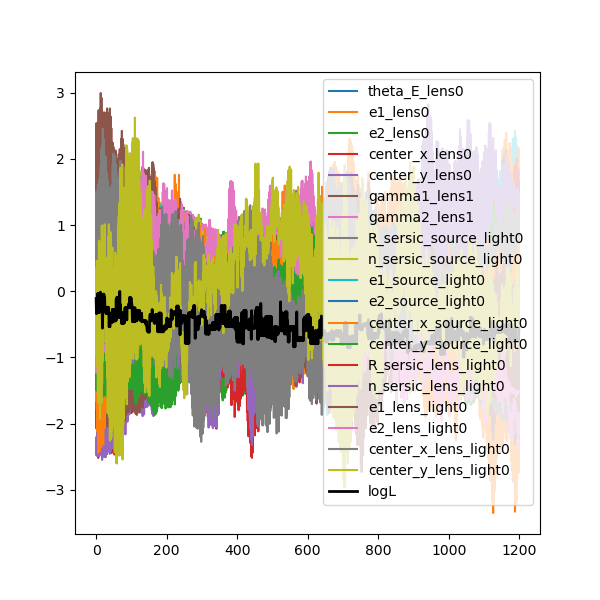 3
2
1
0
−1
−2
−3
0
200
400
600
800
1000
1200
theta_E_lens0
e1_lens0
e2_lens0
center_x_lens0
center_y_lens0
gamma1_lens1
gamma2_lens1
R_sersic_source_light0
n_sersic_source_light0
e1_source_light0
e2_source_light0
center_x_source_light0
center_y_source_light0
R_sersic_lens_light0
n_sersic_lens_light0
e1_lens_light0
e2_lens_light0
center_x_lens_light0
center_y_lens_light0
logL